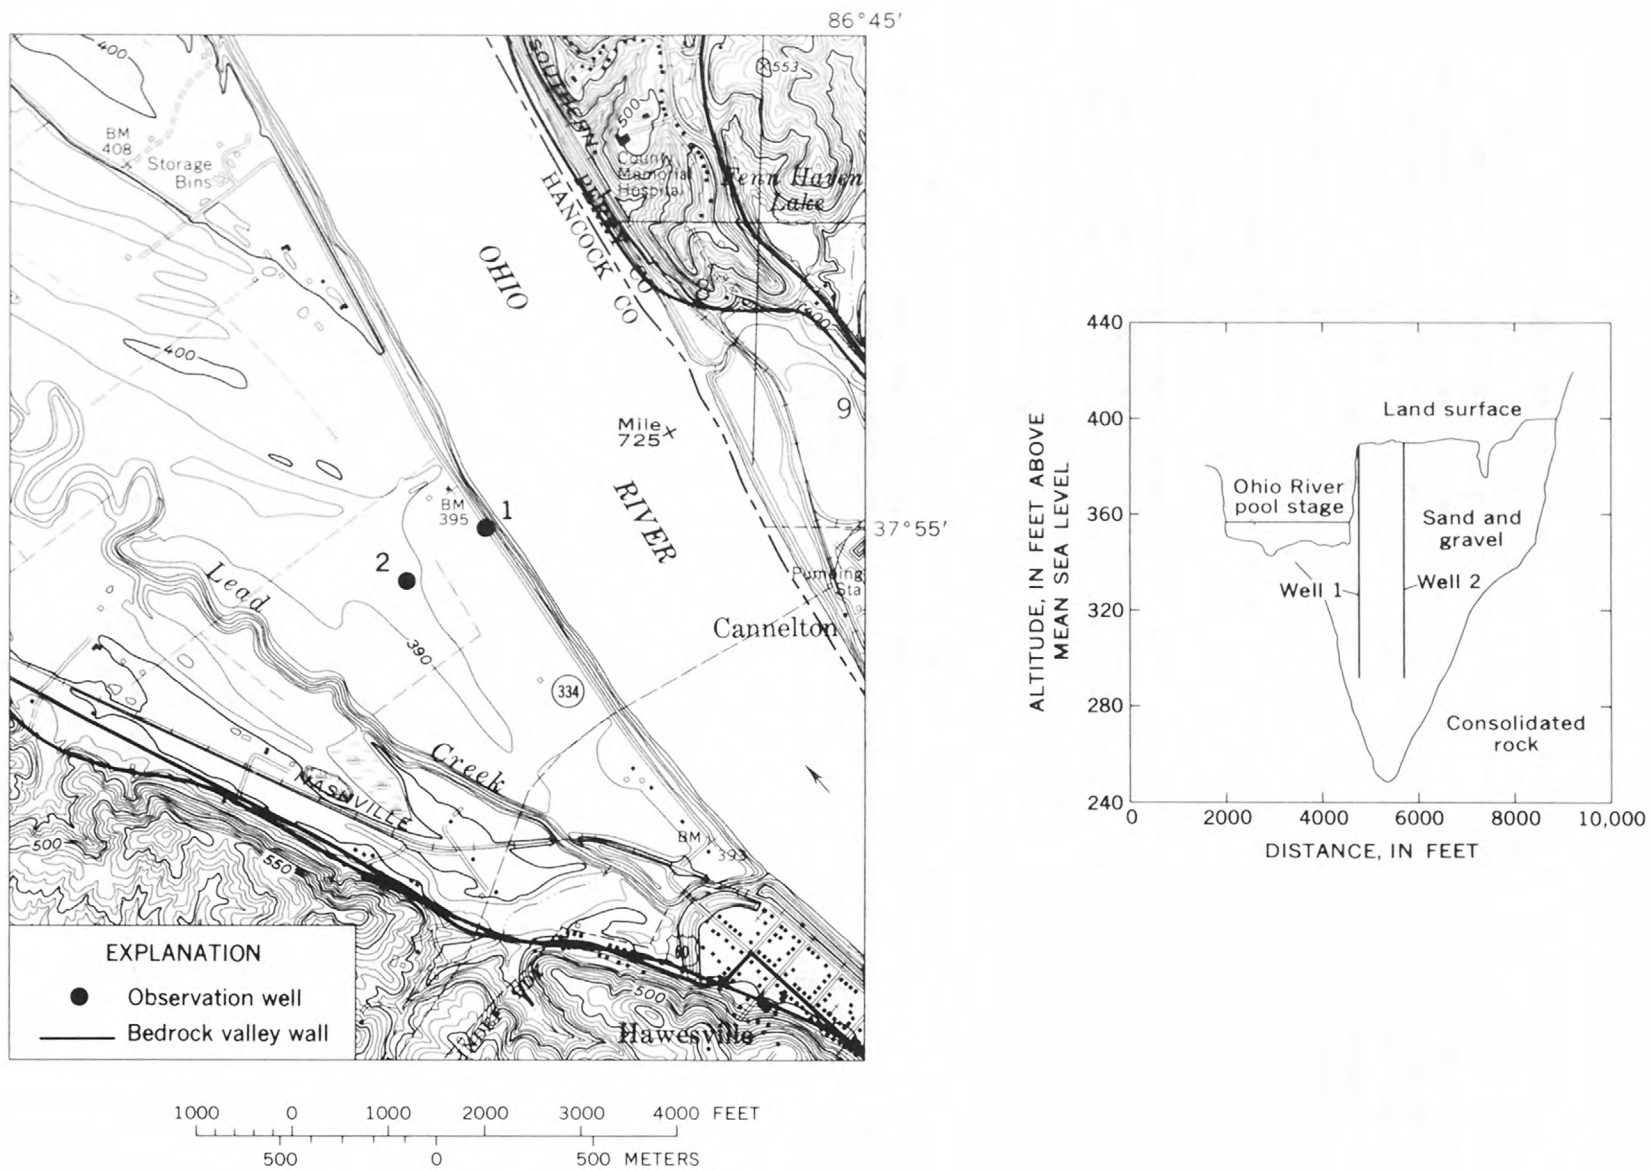 86°45′
400
553
SOUTHERN
500
BM
408
Storage
Bins
County
Memorial
Hospital
Fenn Haven
Lake
PERRY CO
HANCOCK CO
OHIO
8
400
400
9
Mile
725
RIVER
BM
395
1
37°55′
2
Pumping
Sta
Lead
Cannelton
390
334
Creek
NASHVILLE
BM
393
500
550
60
500
Hawesville
EXPLANATION
Observation well
Bedrock valley wall
1000 0 1000 2000 3000 4000 FEET
500 0 500 METERS
440
400
360
320
280
240
ALTITUDE, IN FEET ABOVE
MEAN SEA LEVEL
Land surface
Ohio River
pool stage
Sand and
gravel
Well 1
Well 2
Consolidated
rock
0 2000 4000 6000 8000 10,000
DISTANCE, IN FEET